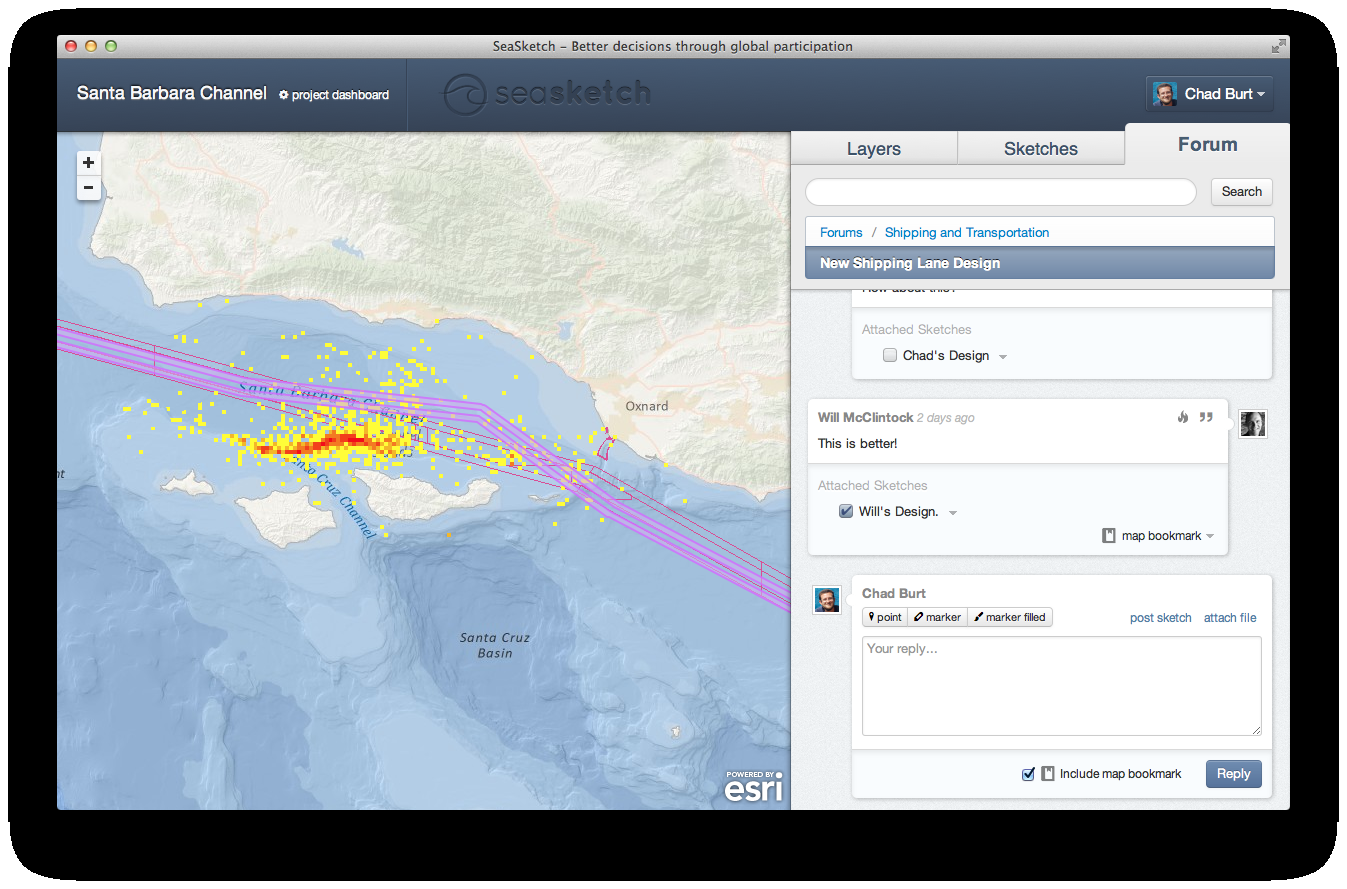 SeaSketch – Better decisions through global participation
Santa Barbara Channel
project dashboard
seasketch
Chad Burt
+
−
Layers
Sketches
Forum
Search
Forums / Shipping and Transportation
New Shipping Lane Design
How about this?
Attached Sketches
Chad's Design
Will McClintock 2 days ago
This is better!
Attached Sketches
Will's Design.
map bookmark
Chad Burt
point
marker
marker filled
post sketch
attach file
Your reply...
Include map bookmark
Reply
Santa Barbara Channel
Oxnard
Cruz Channel
Santa Cruz
Basin
POWERED BY
esri